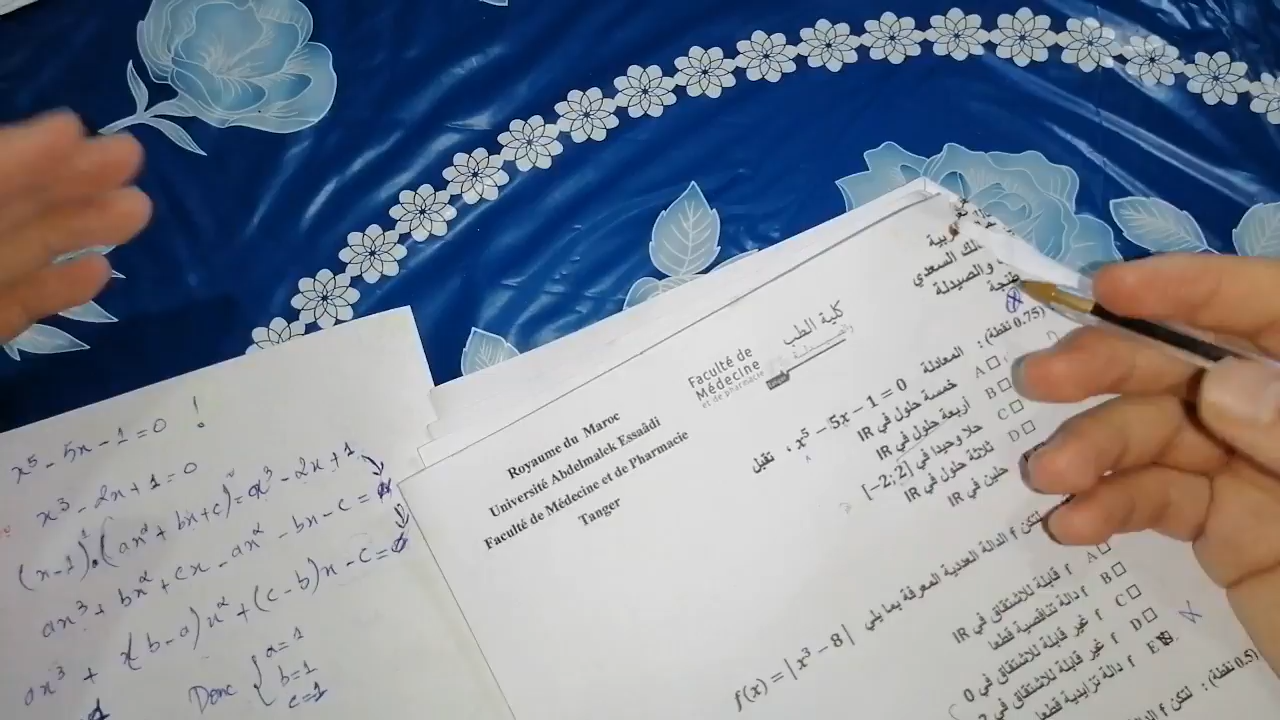 x⁵ - 5x - 1 = 0 !
x³ - 2x + 1 = 0
(x-1).(ax² + bx + c) = x³ - 2x + 1
ax³ + bx² + cx - ax² - bx - c =
ax³ + (b-a)x² + (c-b)x - c =
Donc { a=1
b=1
c=1
Royaume du Maroc
Université Abdelmalek Essaâdi
Faculté de Médecine et de Pharmacie
Tanger
كلية الطب
والصيدلة
Faculté de
Médecine
et de pharmacie
السعدي
والصيدلة
طنجة
(0.75 نقطة) : المعادلة x⁵ − 5x − 1 = 0 ، تقبل
A □ خمسة حلول في IR
B □ أربعة حلول في IR
C □ حلا وحيدا في [−2;2]
D □ ثلاثة حلول في IR
حلين في IR
لتكن f الدالة العددية المعرفة بما يلي f(x) = | x³ − 8 |
A □ f قابلة للاشتقاق في IR
B □ f دالة تناقصية قطعا
C □ f غير قابلة للاشتقاق في 0
D □ f غير قابلة للاشتقاق في
E f دالة تزايدية قطعا
(0.5 نقطة) : لتكن f